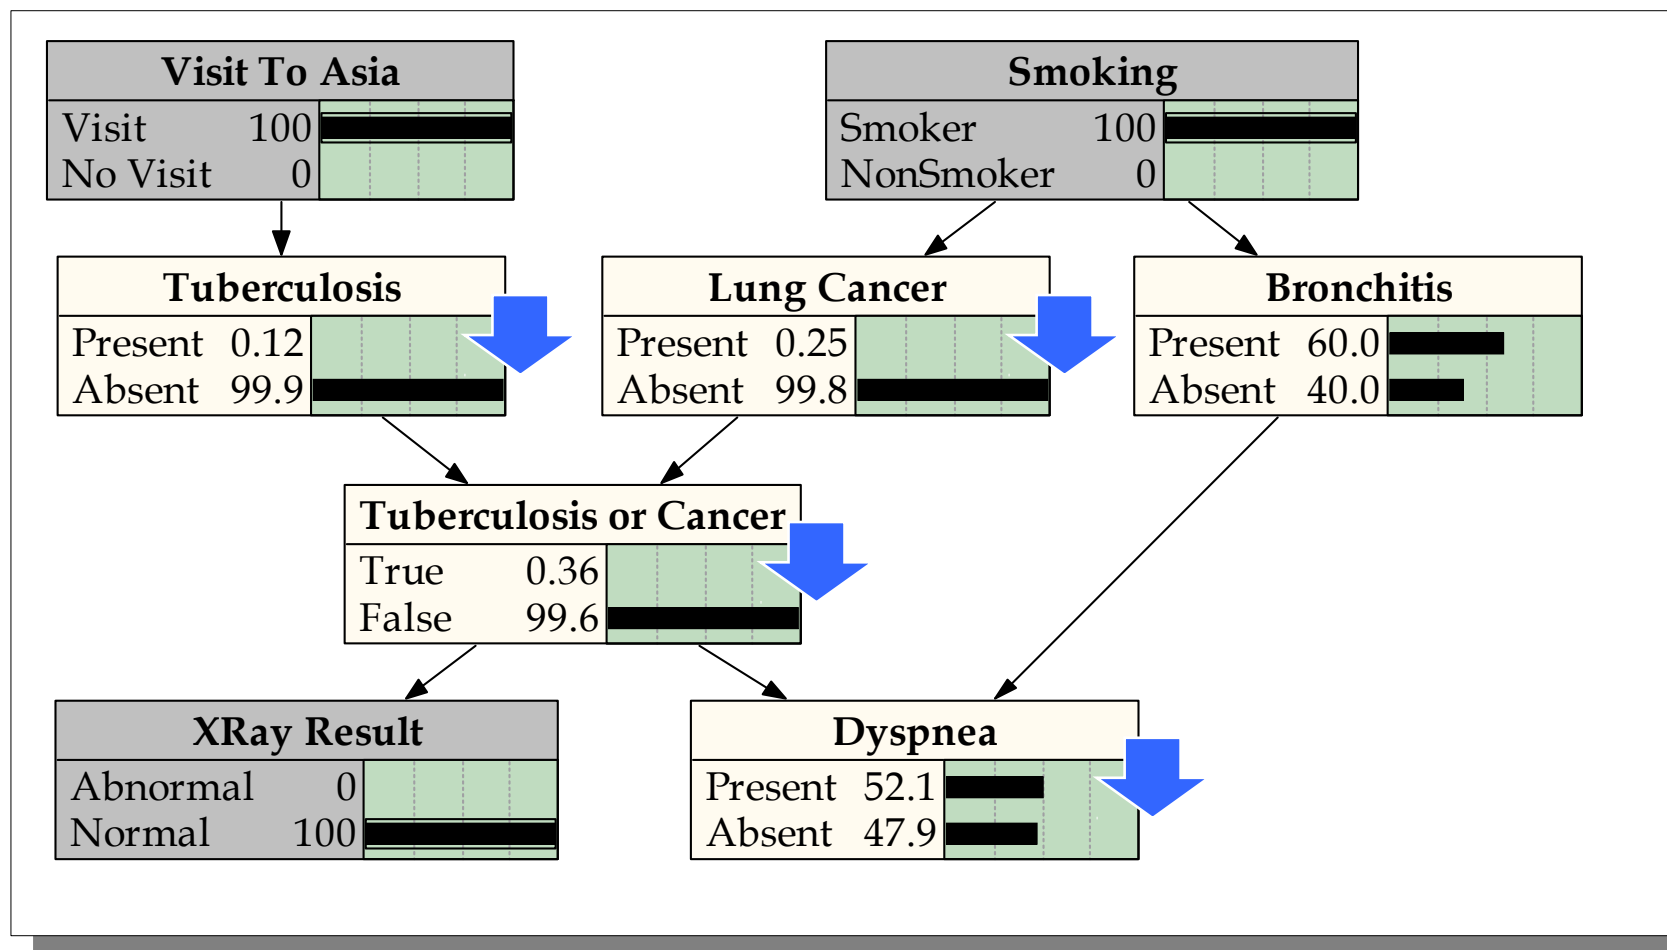 Visit To Asia
Visit 100
No Visit 0
Smoking
Smoker 100
NonSmoker 0
Tuberculosis
Present 0.12
Absent 99.9
Lung Cancer
Present 0.25
Absent 99.8
Bronchitis
Present 60.0
Absent 40.0
Tuberculosis or Cancer
True 0.36
False 99.6
XRay Result
Abnormal 0
Normal 100
Dyspnea
Present 52.1
Absent 47.9